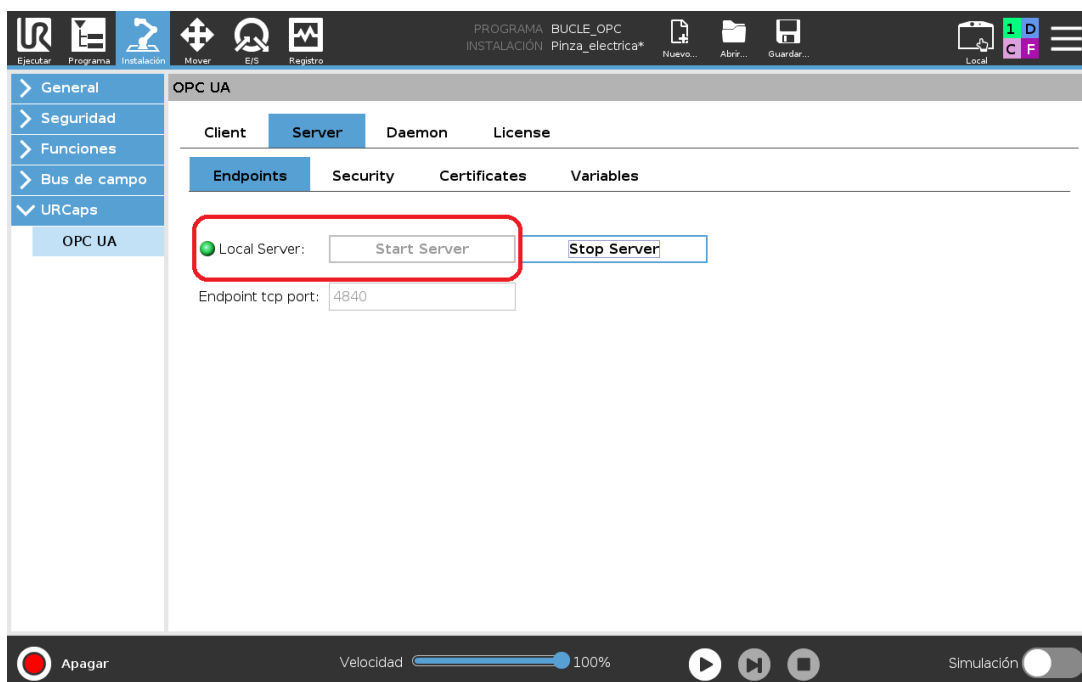 PROGRAMA BUCLE_OPC
INSTALACIÓN Pinza_electrica*
UR
Ejecutar Programa Instalación Mover E/S Registro Nuevo... Abrir... Guardar... Local
1 D
C F
General
Seguridad
Funciones
Bus de campo
URCaps
OPC UA
OPC UA
Client Server Daemon License
Endpoints Security Certificates Variables
Local Server: Start Server Stop Server
Endpoint tcp port: 4840
Apagar Velocidad 100% Simulación